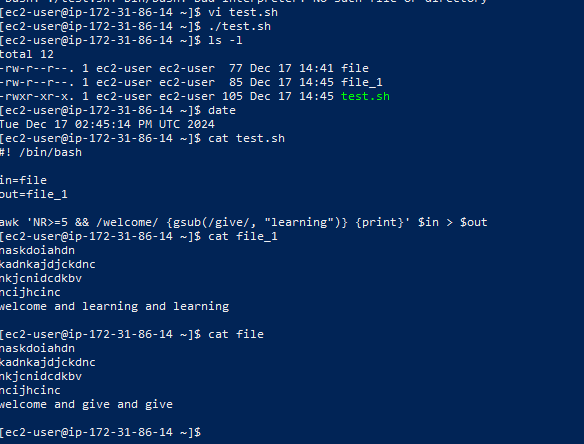 [ec2-user@ip-172-31-86-14 ~]$ vi test.sh
[ec2-user@ip-172-31-86-14 ~]$ ./test.sh
[ec2-user@ip-172-31-86-14 ~]$ ls -l
total 12
-rw-r--r--. 1 ec2-user ec2-user  77 Dec 17 14:41 file
-rw-r--r--. 1 ec2-user ec2-user  85 Dec 17 14:45 file_1
-rwxr-xr-x. 1 ec2-user ec2-user 105 Dec 17 14:45 test.sh
[ec2-user@ip-172-31-86-14 ~]$ date
Tue Dec 17 02:45:14 PM UTC 2024
[ec2-user@ip-172-31-86-14 ~]$ cat test.sh
#! /bin/bash
in=file
out=file_1
awk 'NR>=5 && /welcome/ {gsub(/give/, "learning")} {print}' $in > $out
[ec2-user@ip-172-31-86-14 ~]$ cat file_1
naskdoiahdn
kadnkajdjckdnc
nkjcnidcdkbv
ncijhcinc
welcome and learning and learning
[ec2-user@ip-172-31-86-14 ~]$ cat file
naskdoiahdn
kadnkajdjckdnc
nkjcnidcdkbv
ncijhcinc
welcome and give and give
[ec2-user@ip-172-31-86-14 ~]$